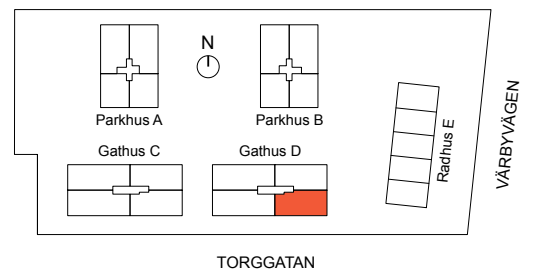 N
Parkhus A
Parkhus B
Gathus C
Gathus D
Radhus E
VÄRBYVÄGEN
TORGGATAN